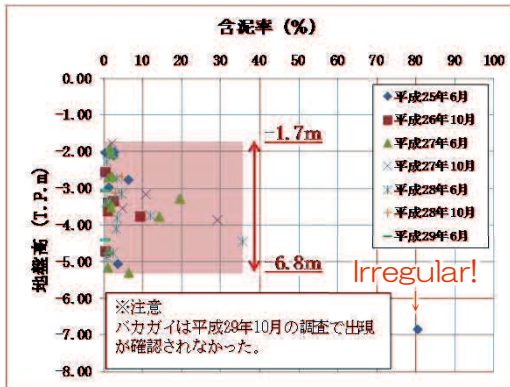 含泥率 (%)
0 10 20 30 40 50 60 70 80 90 100
地盤高 (T.P.m)
0.00
-1.00
-2.00
-3.00
-4.00
-5.00
-6.00
-7.00
-8.00
-1.7m
-6.8m
Irregular!
平成25年6月
平成26年10月
平成27年6月
平成27年10月
平成28年6月
平成28年10月
平成29年6月
※注意
バカガイは平成29年10月の調査で出現
が確認されなかった。